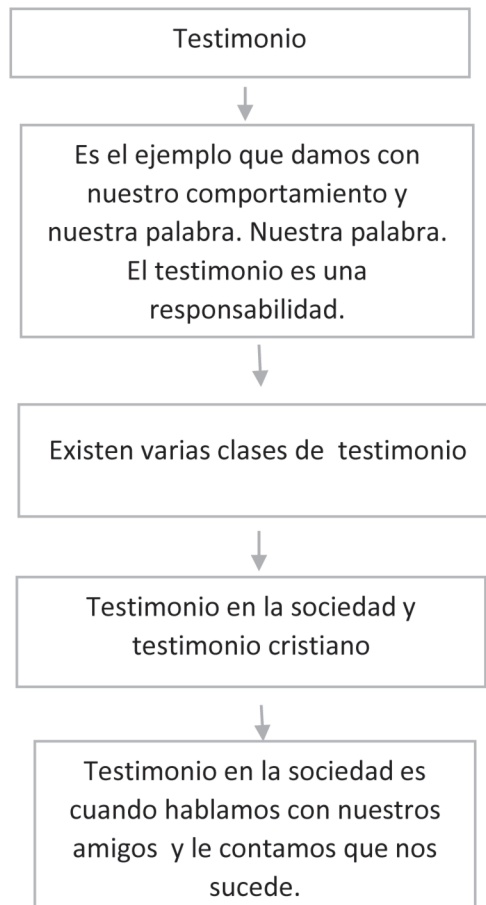 Testimonio
Es el ejemplo que damos con
nuestro comportamiento y
nuestra palabra. Nuestra palabra.
El testimonio es una
responsabilidad.
Existen varias clases de testimonio
Testimonio en la sociedad y
testimonio cristiano
Testimonio en la sociedad es
cuando hablamos con nuestros
amigos y le contamos que nos
sucede.